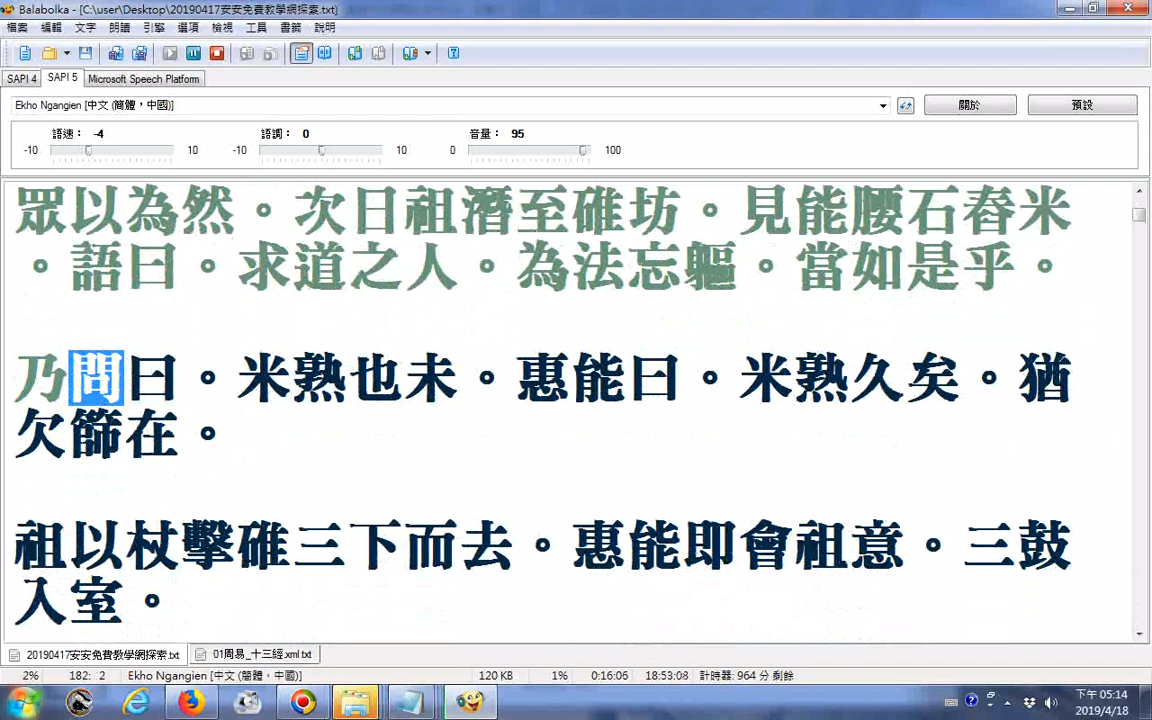 Balabolka - [C:\user\Desktop\20190417安安免費教學網探索.txt]
檔案 編輯 文字 朗讀 引擎 選項 檢視 工具 書籤 說明
SAPI 4 SAPI 5 Microsoft Speech Platform
Ekho Ngangien [中文 (簡體，中國)] 關於 預設
語速： -4 語調： 0 音量： 95
-10 10 -10 10 0 100
眾以為然。次日祖潛至碓坊。見能腰石舂米
。語曰。求道之人。為法忘軀。當如是乎。
乃問曰。米熟也未。惠能曰。米熟久矣。猶
欠篩在。
祖以杖擊碓三下而去。惠能即會祖意。三鼓
入室。
20190417安安免費教學網探索.txt 01周易_十三經.xml.txt
2% 182: 2 Ekho Ngangien [中文 (簡體，中國)] 120 KB 1% 0:16:06 18:53:08 計時器: 964 分 剩餘
下午 05:14
2019/4/18